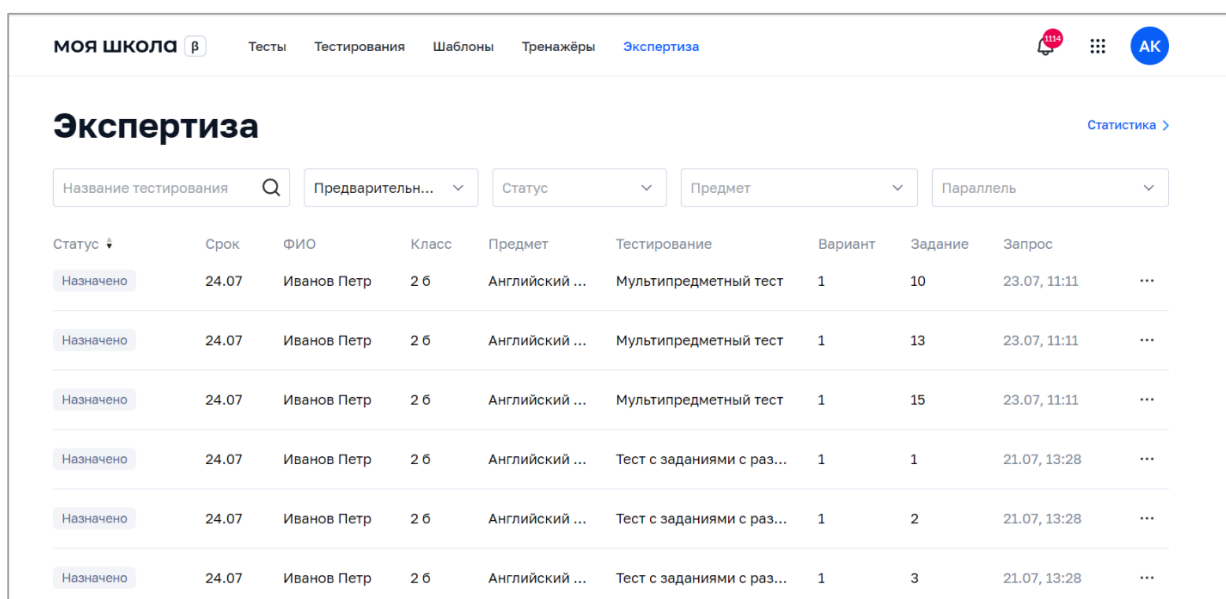 моя школа β Тесты Тестирования Шаблоны Тренажёры Экспертиза 1114 АК
Экспертиза Статистика
Название тестирования Предварительн... Статус Предмет Параллель
Статус Срок ФИО Класс Предмет Тестирование Вариант Задание Запрос
Назначено 24.07 Иванов Петр 2 б Английский ... Мультипредметный тест 1 10 23.07, 11:11 ...
Назначено 24.07 Иванов Петр 2 б Английский ... Мультипредметный тест 1 13 23.07, 11:11 ...
Назначено 24.07 Иванов Петр 2 б Английский ... Мультипредметный тест 1 15 23.07, 11:11 ...
Назначено 24.07 Иванов Петр 2 б Английский ... Тест с заданиями с раз... 1 1 21.07, 13:28 ...
Назначено 24.07 Иванов Петр 2 б Английский ... Тест с заданиями с раз... 1 2 21.07, 13:28 ...
Назначено 24.07 Иванов Петр 2 б Английский ... Тест с заданиями с раз... 1 3 21.07, 13:28 ...